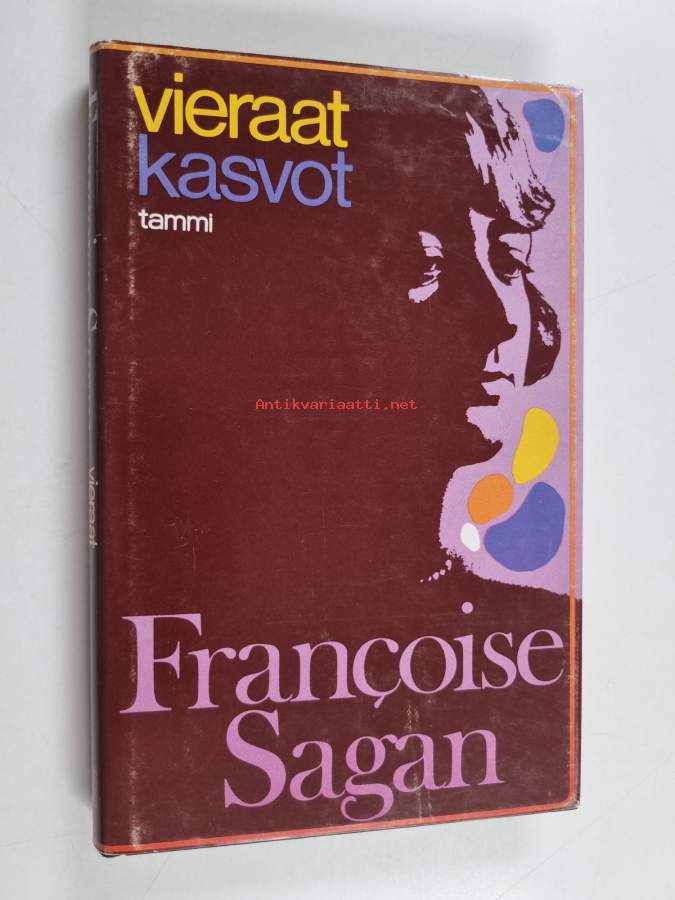 vieraat
kasvot
tammi
Antikvariaatti.net
Françoise
Sagan
vieraat